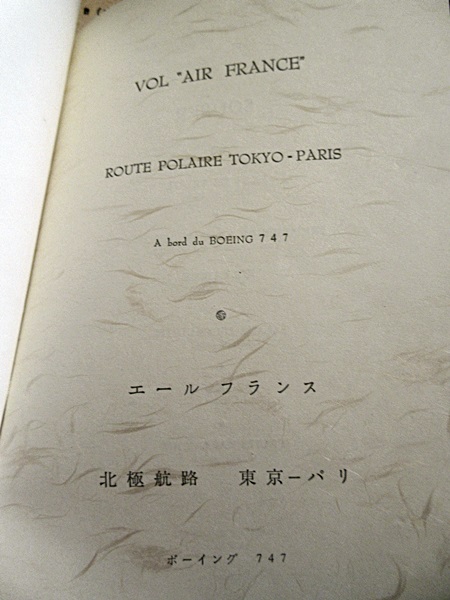 VOL "AIR FRANCE"
ROUTE POLAIRE TOKYO - PARIS
A bord du BOEING 747
エール フランス
北極航路 東京ーパリ
ボーイング 747